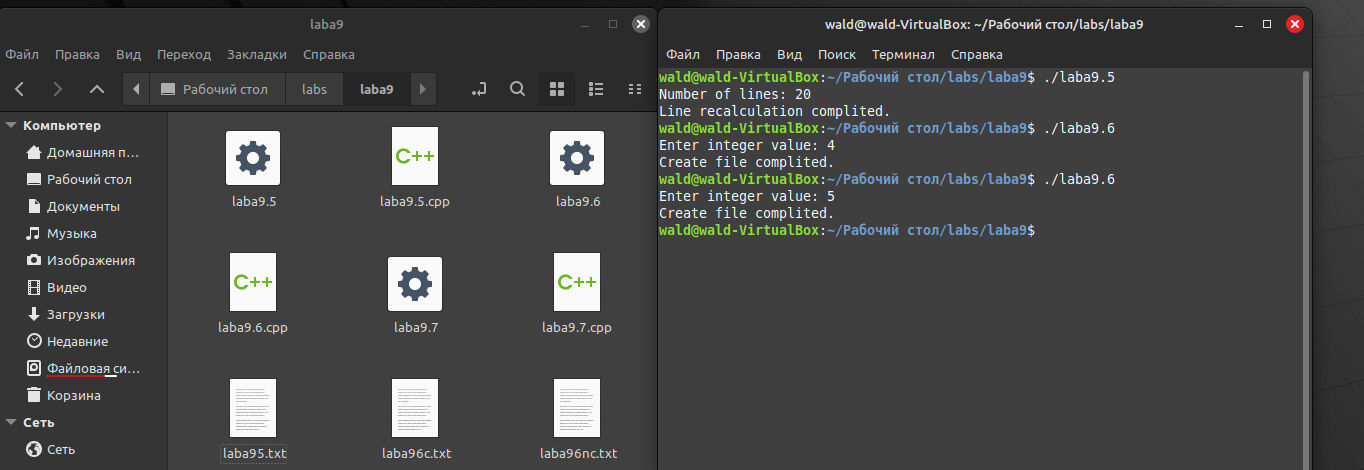 laba9
Файл Правка Вид Переход Закладки Справка
Рабочий стол labs laba9
Компьютер
Домашняя п...
Рабочий стол
Документы
Музыка
Изображения
Видео
Загрузки
Недавние
Файловая си...
Корзина
Сеть
Сеть
C++
laba9.5 laba9.5.cpp laba9.6
C++ C++
laba9.6.cpp laba9.7 laba9.7.cpp
laba95.txt laba96c.txt laba96nc.txt
wald@wald-VirtualBox: ~/Рабочий стол/labs/laba9
Файл Правка Вид Поиск Терминал Справка
wald@wald-VirtualBox:~/Рабочий стол/labs/laba9$ ./laba9.5
Number of lines: 20
Line recalculation complited.
wald@wald-VirtualBox:~/Рабочий стол/labs/laba9$ ./laba9.6
Enter integer value: 4
Create file complited.
wald@wald-VirtualBox:~/Рабочий стол/labs/laba9$ ./laba9.6
Enter integer value: 5
Create file complited.
wald@wald-VirtualBox:~/Рабочий стол/labs/laba9$